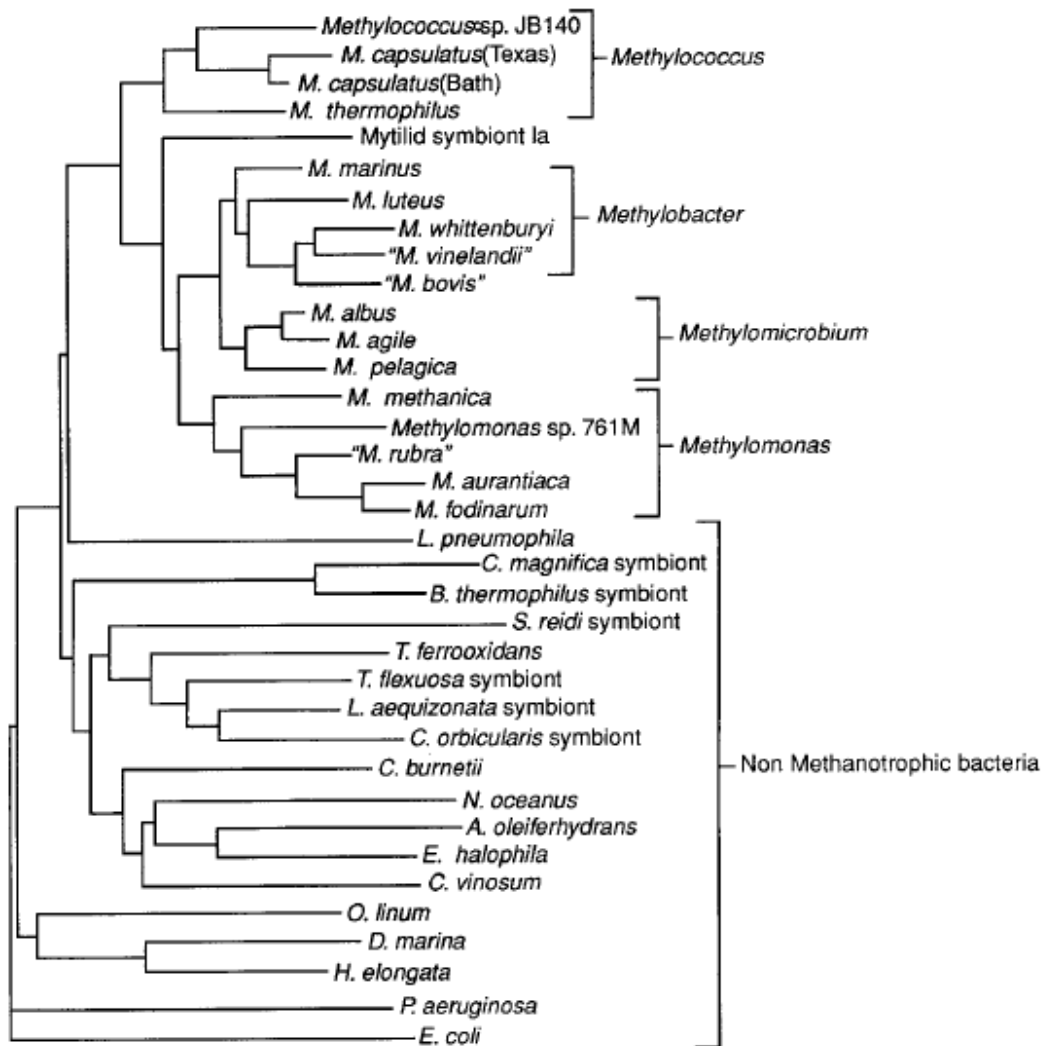 Methylococcus sp. JB140
M. capsulatus(Texas)
Methylococcus
M. capsulatus(Bath)
M. thermophilus
Mytilid symbiont Ia
M. marinus
M. luteus
Methylobacter
M. whittenburyi
“M. vinelandii”
“M. bovis”
M. albus
Methylomicrobium
M. agile
M. pelagica
M. methanica
Methylomonas sp. 761M
Methylomonas
“M. rubra”
M. aurantiaca
M. fodinarum
L. pneumophila
C. magnifica symbiont
B. thermophilus symbiont
S. reidi symbiont
T. ferrooxidans
T. flexuosa symbiont
L. aequizonata symbiont
C. orbicularis symbiont
Non Methanotrophic bacteria
C. burnetii
N. oceanus
A. oleiferhydrans
E. halophila
C. vinosum
O. linum
D. marina
H. elongata
P. aeruginosa
E. coli